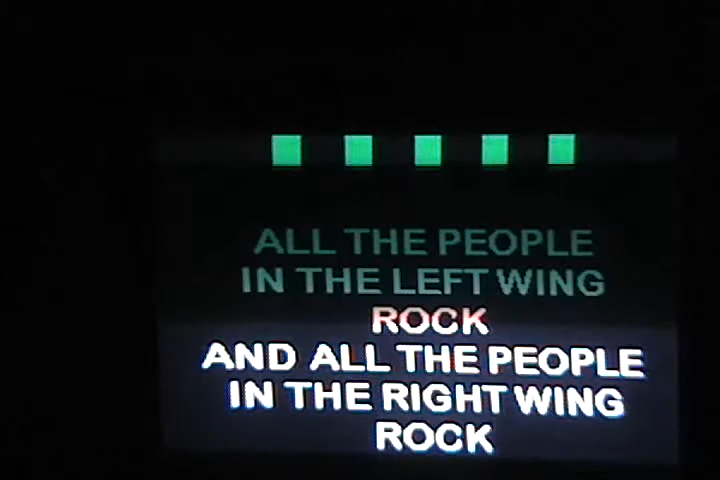 ALL THE PEOPLE
IN THE LEFT WING
ROCK
AND ALL THE PEOPLE
IN THE RIGHT WING
ROCK